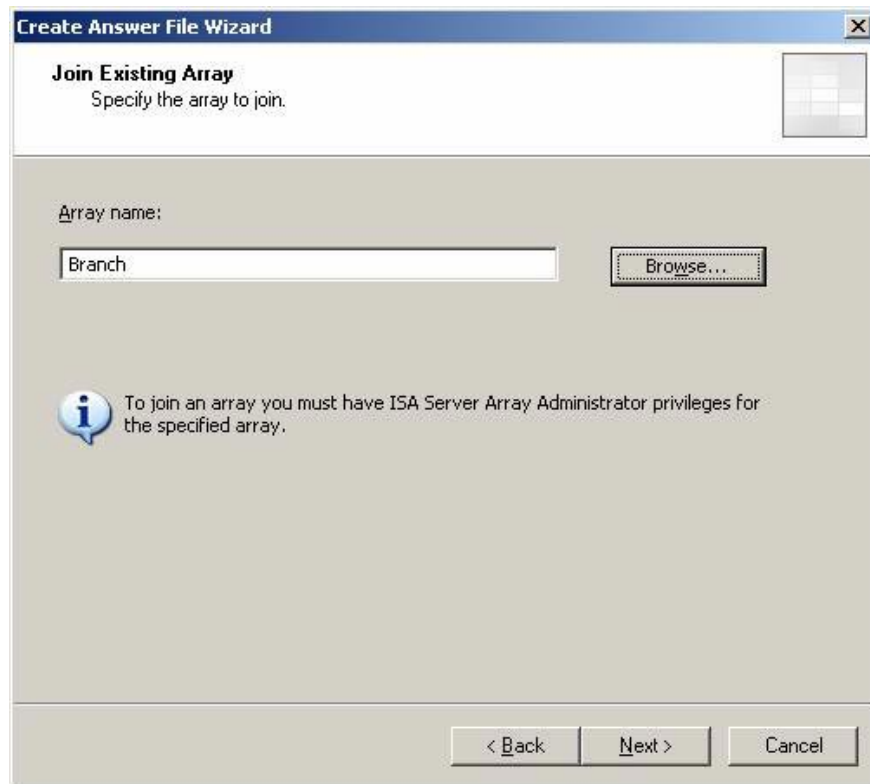 Create Answer File Wizard
Join Existing Array
Specify the array to join.
Array name:
Branch
Browse...
To join an array you must have ISA Server Array Administrator privileges for
the specified array.
< Back
Next >
Cancel